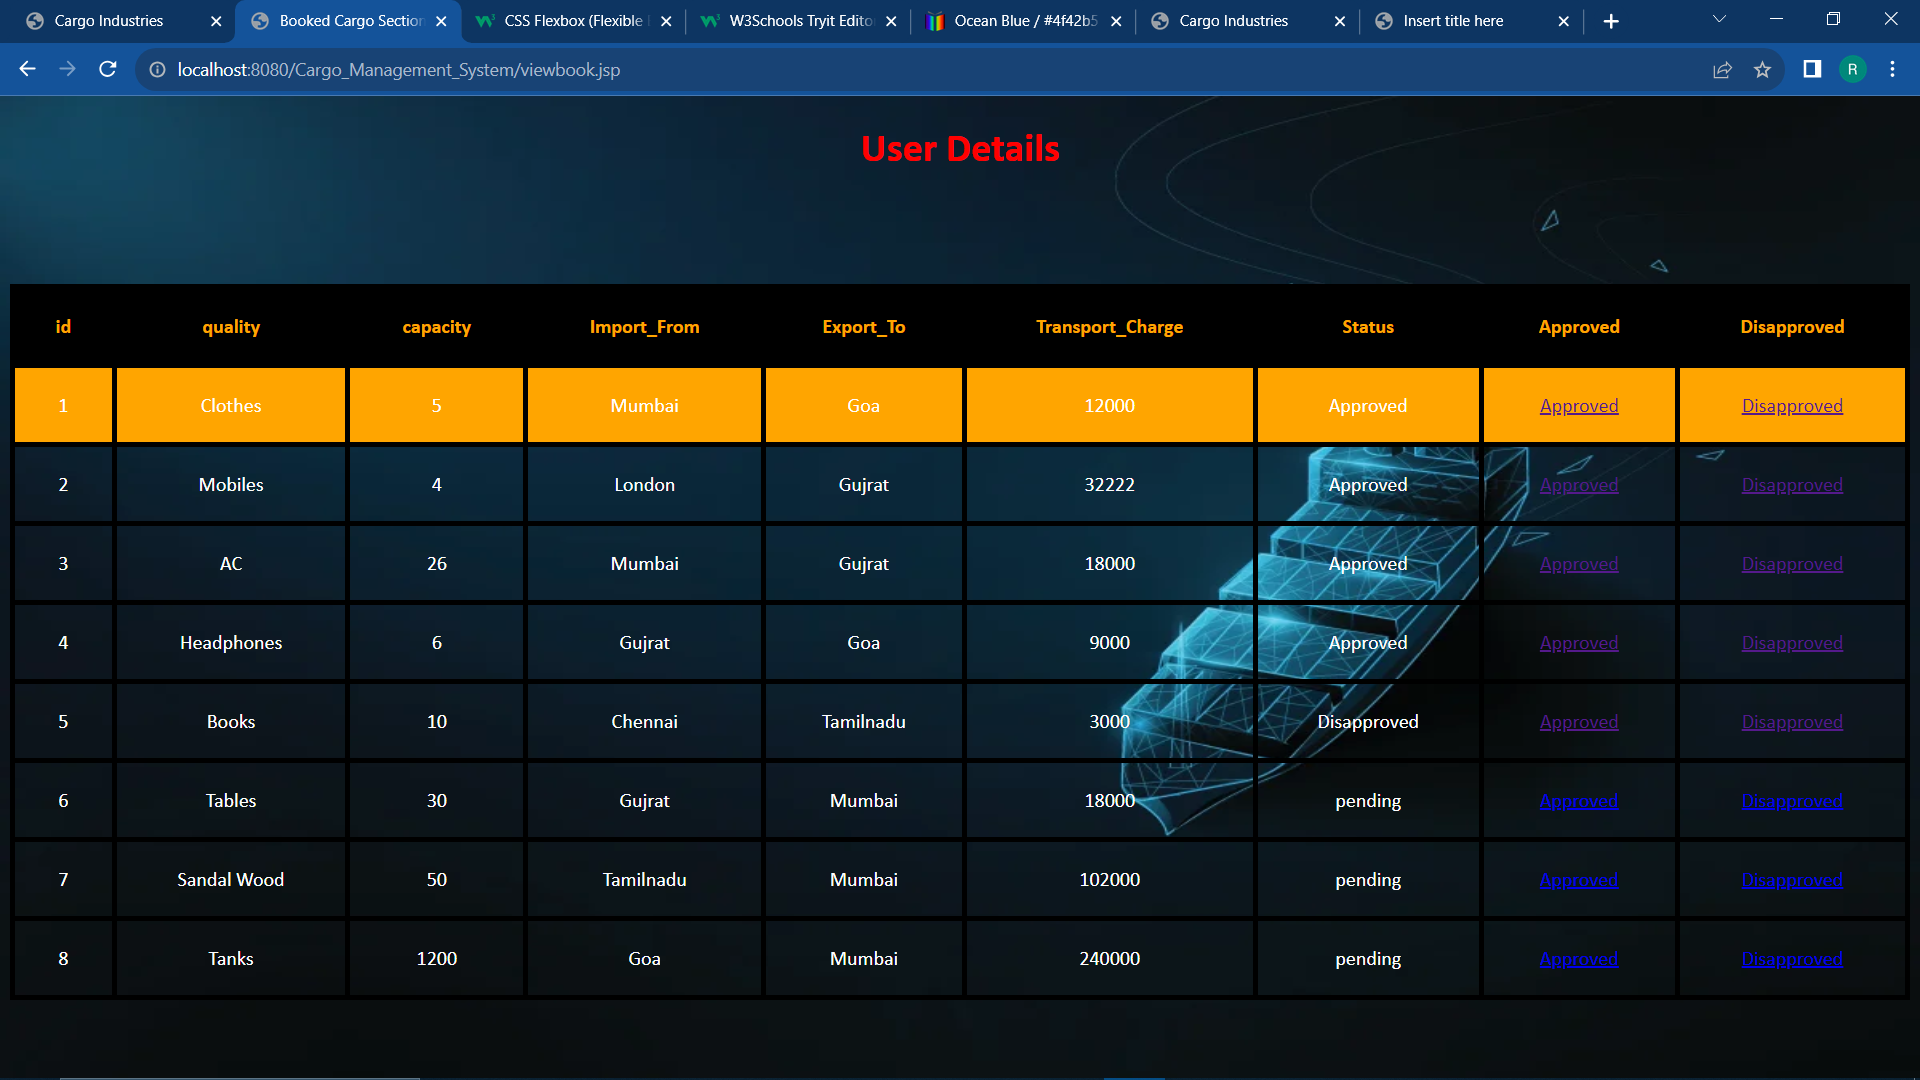 Cargo Industries
Booked Cargo Section
CSS Flexbox (Flexible
W3Schools Tryit Edito
Ocean Blue / #4f42b5
Cargo Industries
Insert title here
localhost:8080/Cargo_Management_System/viewbook.jsp
R
User Details
id quality capacity Import_From Export_To Transport_Charge Status Approved Disapproved
1 Clothes 5 Mumbai Goa 12000 Approved Approved Disapproved
2 Mobiles 4 London Gujrat 32222 Approved Approved Disapproved
3 AC 26 Mumbai Gujrat 18000 Approved Approved Disapproved
4 Headphones 6 Gujrat Goa 9000 Approved Approved Disapproved
5 Books 10 Chennai Tamilnadu 3000 Disapproved Approved Disapproved
6 Tables 30 Gujrat Mumbai 18000 pending Approved Disapproved
7 Sandal Wood 50 Tamilnadu Mumbai 102000 pending Approved Disapproved
8 Tanks 1200 Goa Mumbai 240000 pending Approved Disapproved